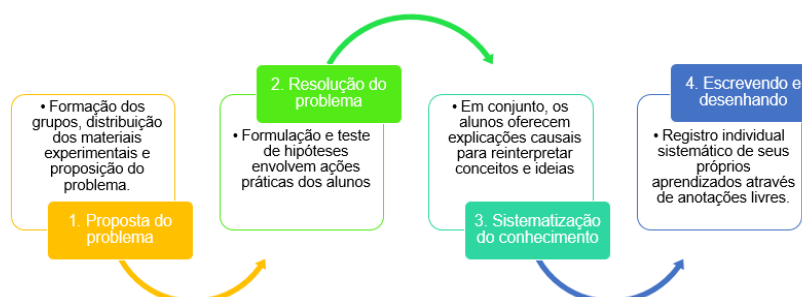 • Formação dos
grupos, distribuição
dos materiais
experimentais e
proposição do
problema.
1. Proposta do
problema
2. Resolução do
problema
• Formulação e teste
de hipóteses
envolvem ações
práticas dos alunos
• Em conjunto, os
alunos oferecem
explicações causais
para reinterpretar
conceitos e ideias
3. Sistematização
do conhecimento
4. Escrevendo e
desenhando
• Registro individual
sistemático de seus
próprios
aprendizados através
de anotações livres.